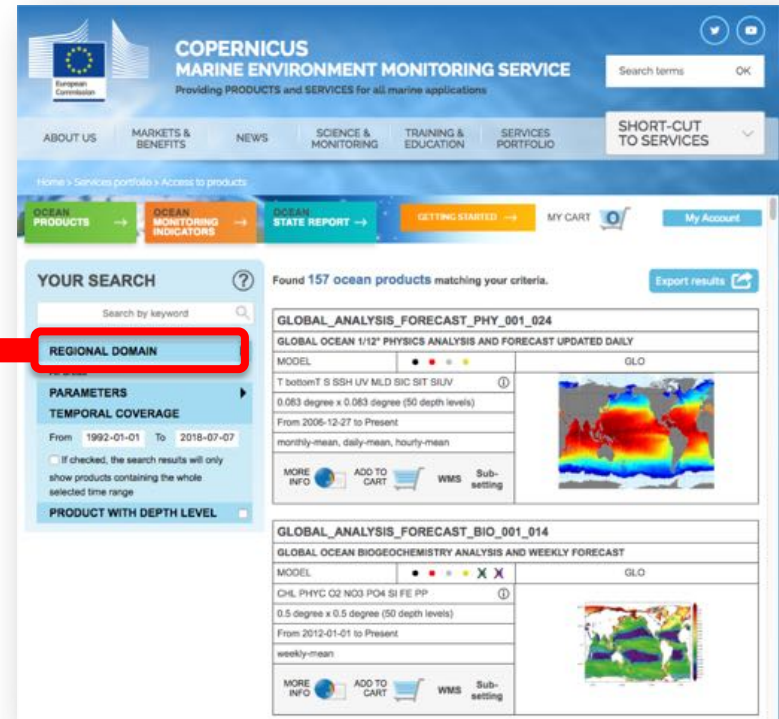 COPERNICUS
MARINE ENVIRONMENT MONITORING SERVICE
Providing PRODUCTS and SERVICES for all marine applications
European
Commission
Search terms OK
ABOUT US
MARKETS &
BENEFITS
NEWS
SCIENCE &
MONITORING
TRAINING &
EDUCATION
SERVICES
PORTFOLIO
SHORT-CUT
TO SERVICES
Home > Services portfolio > Access to products
OCEAN
PRODUCTS →
OCEAN
MONITORING →
INDICATORS
OCEAN
STATE REPORT →
GETTING STARTED →
MY CART 0
My Account
YOUR SEARCH ?
Search by keyword
REGIONAL DOMAIN
PARAMETERS
TEMPORAL COVERAGE
From 1992-01-01 To 2018-07-07
If checked, the search results will only
show products containing the whole
selected time range
PRODUCT WITH DEPTH LEVEL
Found 157 ocean products matching your criteria.
Export results
GLOBAL_ANALYSIS_FORECAST_PHY_001_024
GLOBAL OCEAN 1/12° PHYSICS ANALYSIS AND FORECAST UPDATED DAILY
MODEL GLO
T bottomT S SSH UV MLD SIC SIT SIUV
0.083 degree x 0.083 degree (50 depth levels)
From 2006-12-27 to Present
monthly-mean, daily-mean, hourly-mean
MORE
INFO
ADD TO
CART
WMS
Sub-
setting
GLOBAL_ANALYSIS_FORECAST_BIO_001_014
GLOBAL OCEAN BIOGEOCHEMISTRY ANALYSIS AND WEEKLY FORECAST
MODEL GLO
CHL PHYC O2 NO3 PO4 SI FE PP
0.5 degree x 0.5 degree (50 depth levels)
From 2012-01-01 to Present
weekly-mean
MORE
INFO
ADD TO
CART
WMS
Sub-
setting